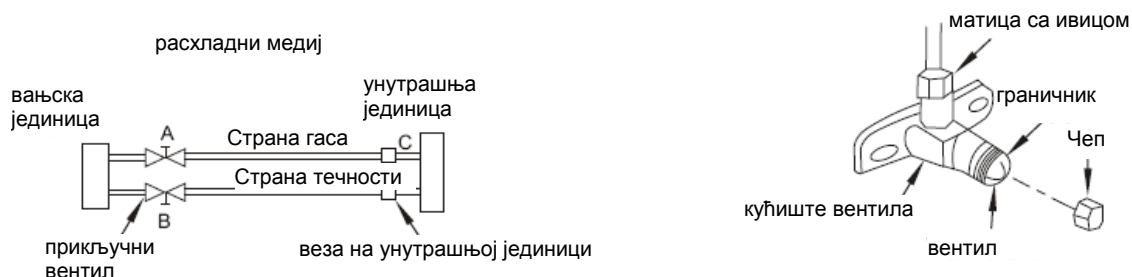 расхладни медиј
вањска
јединица
унутрашња
јединица
A
Страна гаса
C
Страна течности
B
прикључни
вентил
веза на унутрашњој јединици
матица са ивицом
граничник
Чеп
кућиште вентила
вентил